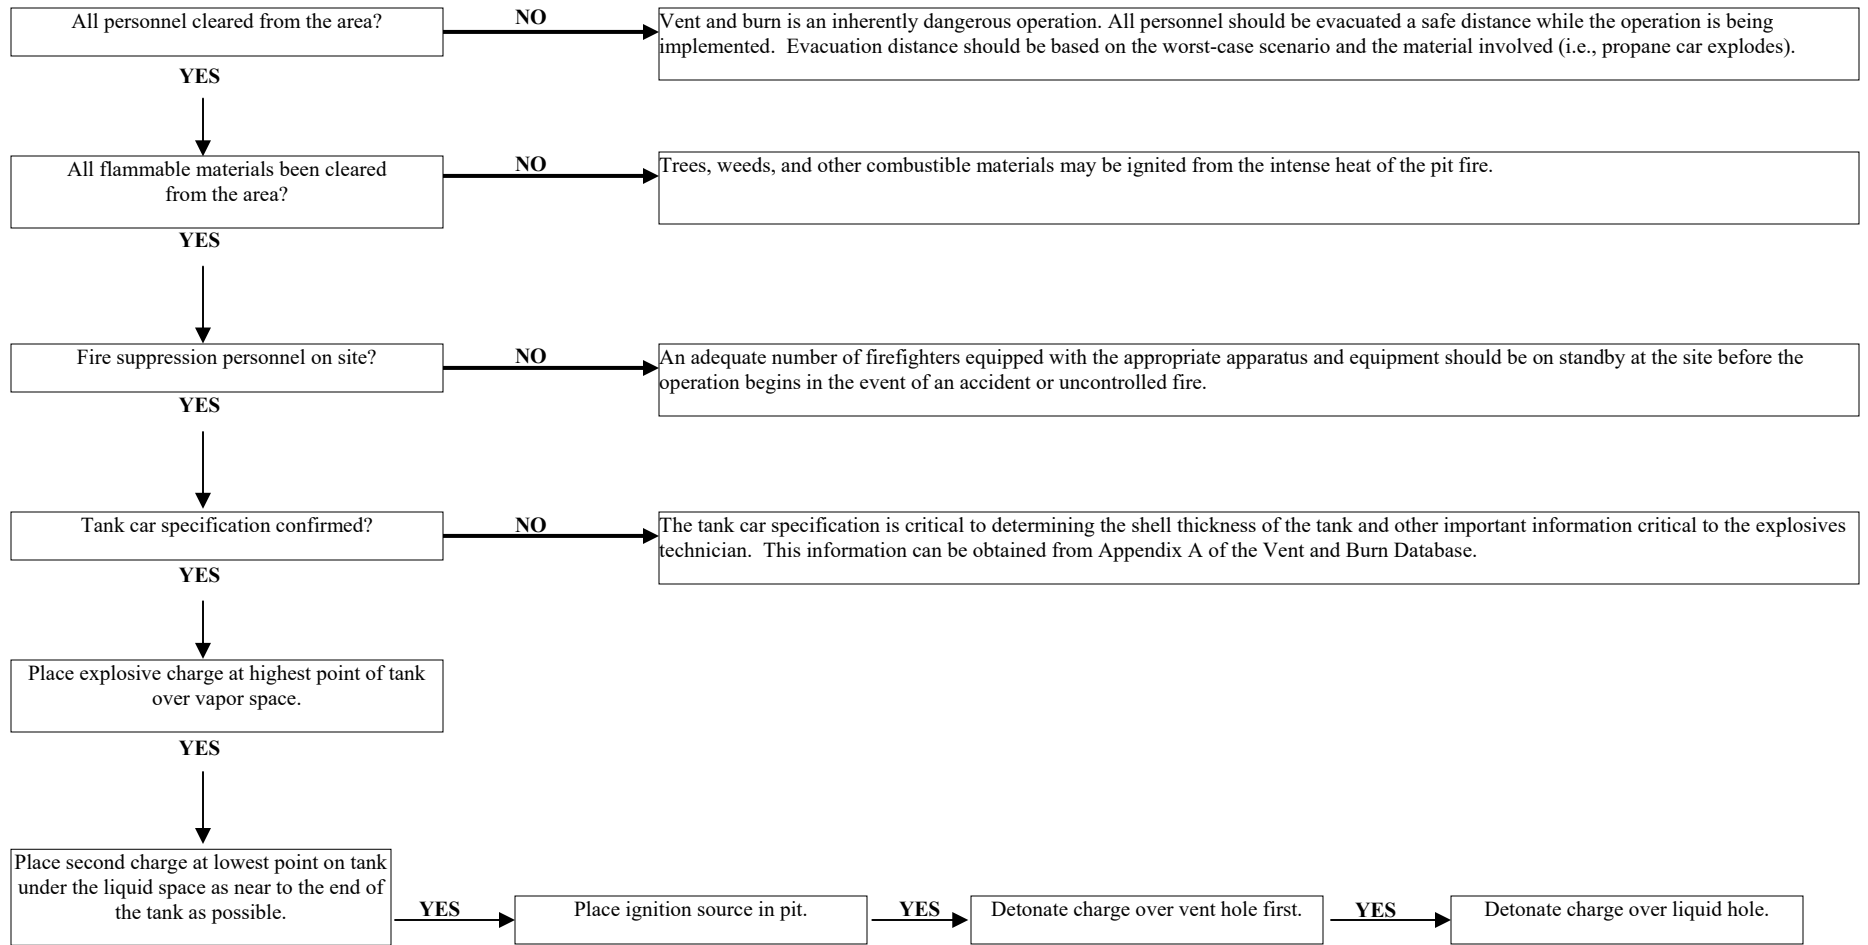 All personnel cleared from the area?
NO
Vent and burn is an inherently dangerous operation. All personnel should be evacuated a safe distance while the operation is being
implemented.  Evacuation distance should be based on the worst-case scenario and the material involved (i.e., propane car explodes).
YES
All flammable materials been cleared
from the area?
NO
Trees, weeds, and other combustible materials may be ignited from the intense heat of the pit fire.
YES
Fire suppression personnel on site?
NO
An adequate number of firefighters equipped with the appropriate apparatus and equipment should be on standby at the site before the
operation begins in the event of an accident or uncontrolled fire.
YES
Tank car specification confirmed?
NO
The tank car specification is critical to determining the shell thickness of the tank and other important information critical to the explosives
technician.  This information can be obtained from Appendix A of the Vent and Burn Database.
YES
Place explosive charge at highest point of tank
over vapor space.
YES
Place second charge at lowest point on tank
under the liquid space as near to the end of
the tank as possible.
YES
Place ignition source in pit.
YES
Detonate charge over vent hole first.
YES
Detonate charge over liquid hole.